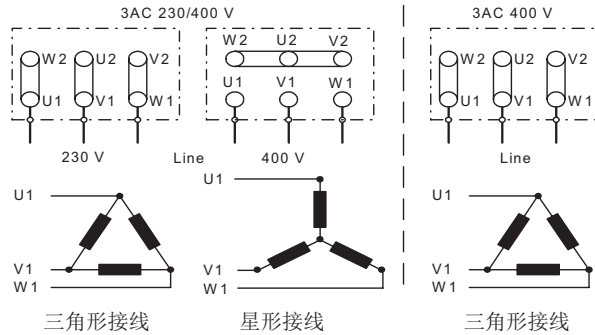 3AC 230/400 V
3AC 400 V
W2 U2 V2
U1 V1 W1
W2 U2 V2
U1 V1 W1
W2 U2 V2
U1 V1 W1
230 V Line 400 V
Line
U1
V1
W1
U1
V1
W1
U1
V1
W1
三角形接线
星形接线
三角形接线